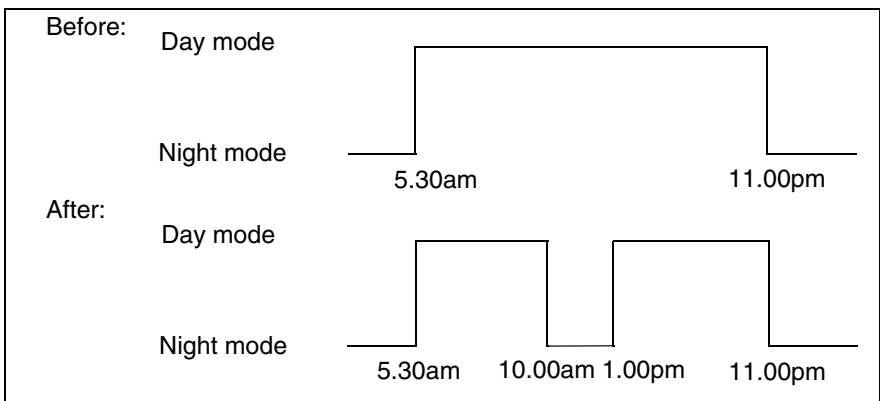 Before:
Day mode
Night mode
5.30am 11.00pm
After:
Day mode
Night mode
5.30am 10.00am 1.00pm 11.00pm